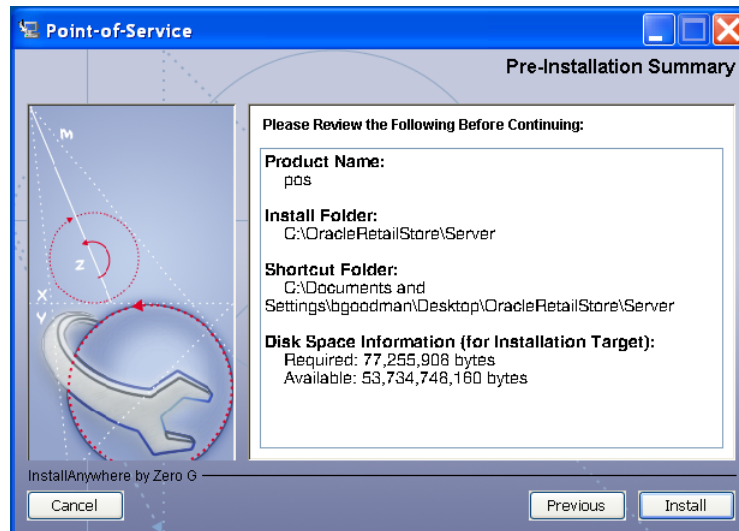 Point-of-Service
Pre-Installation Summary
M
Z
X
Y
Please Review the Following Before Continuing:
Product Name:
pos
Install Folder:
C:\OracleRetailStore\Server
Shortcut Folder:
C:\Documents and
Settings\bgoodman\Desktop\OracleRetailStore\Server
Disk Space Information (for Installation Target):
Required: 77,255,908 bytes
Available: 53,734,748,160 bytes
InstallAnywhere by Zero G
Cancel
Previous
Install